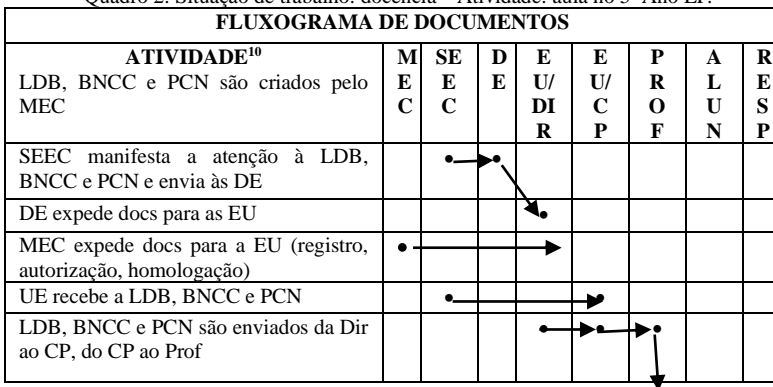 Quadro 2: Situação de trabalho: docência – Atividade: aula no 5º Ano EF.
FLUXOGRAMA DE DOCUMENTOS
ATIVIDADE10
LDB, BNCC e PCN são criados pelo
MEC
M
E
C
SE
E
C
D
E
E
U/
DI
R
E
U/
C
P
P
R
O
F
A
L
U
N
R
E
S
P
SEEC manifesta a atenção à LDB,
BNCC e PCN e envia às DE
DE expede docs para as EU
MEC expede docs para a EU (registro,
autorização, homologação)
UE recebe a LDB, BNCC e PCN
LDB, BNCC e PCN são enviados da Dir
ao CP, do CP ao Prof